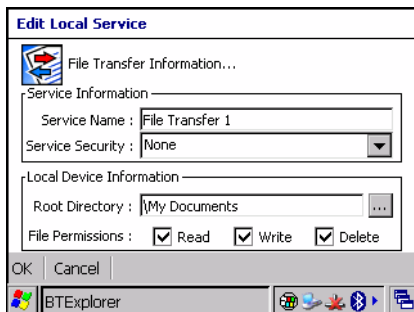 Edit Local Service
File Transfer Information...
Service Information
Service Name : File Transfer 1
Service Security : None
Local Device Information
Root Directory : \My Documents ...
File Permissions : Read Write Delete
OK Cancel
BTExplorer